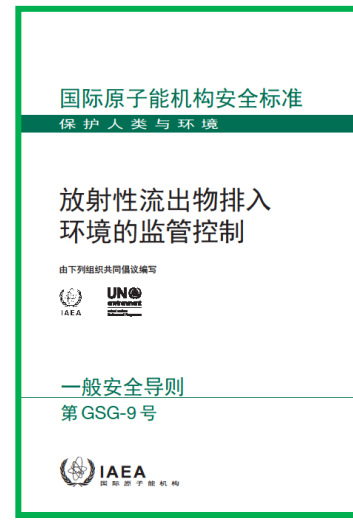 国际原子能机构安全标准
保护人类与环境
放射性流出物排入
环境的监管控制
由下列组织共同倡议编写
IAEA
UN
environment
一般安全导则
第 GSG-9 号
IAEA
国际原子能机构